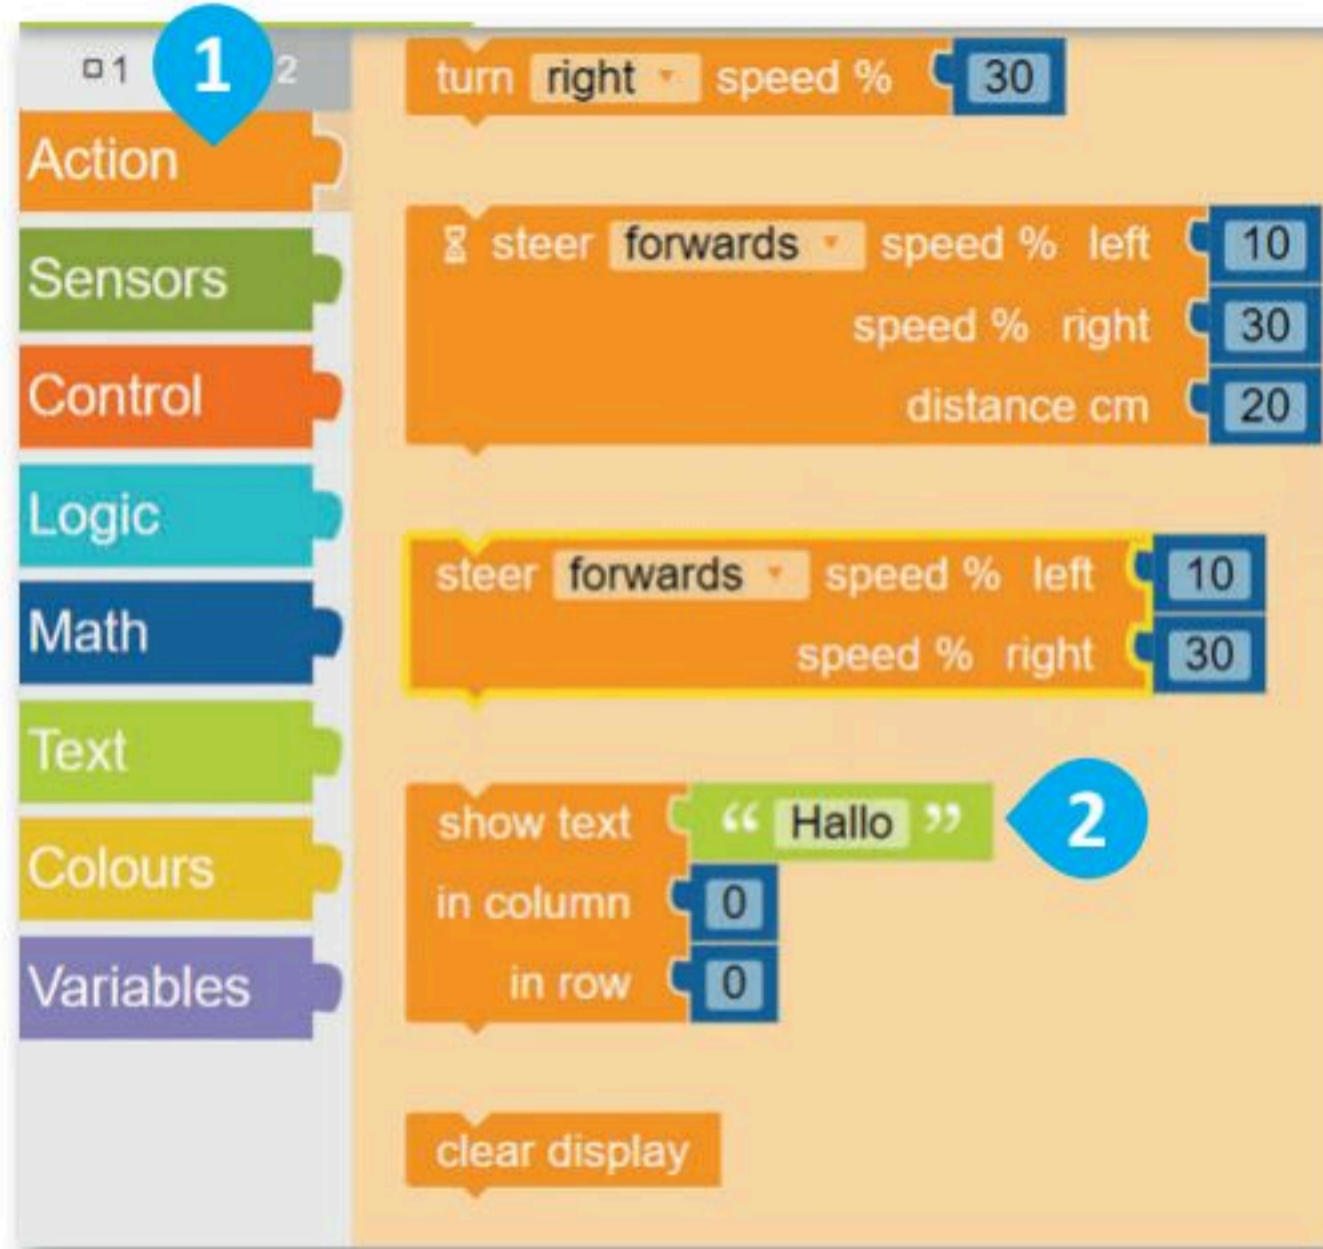 1 2
1
Action
Sensors
Control
Logic
Math
Text
Colours
Variables
turn right speed % 30
steer forwards speed % left 10
speed % right 30
distance cm 20
steer forwards speed % left 10
speed % right 30
show text “ Hallo ”
2
in column 0
in row 0
clear display